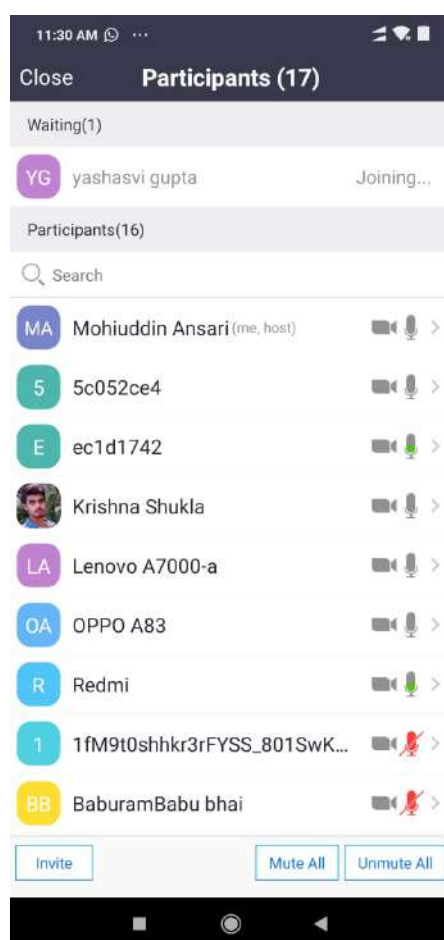 11:30 AM ...
Close Participants (17)
Waiting(1)
YG yashasvi gupta Joining...
Participants(16)
Search
MA Mohiuddin Ansari (me, host)
5 5c052ce4
E ec1d1742
Krishna Shukla
LA Lenovo A7000-a
OA OPPO A83
R Redmi
1 1fM9t0shhkr3rFYSS_801SwK...
BB BaburamBabu bhai
Invite Mute All Unmute All